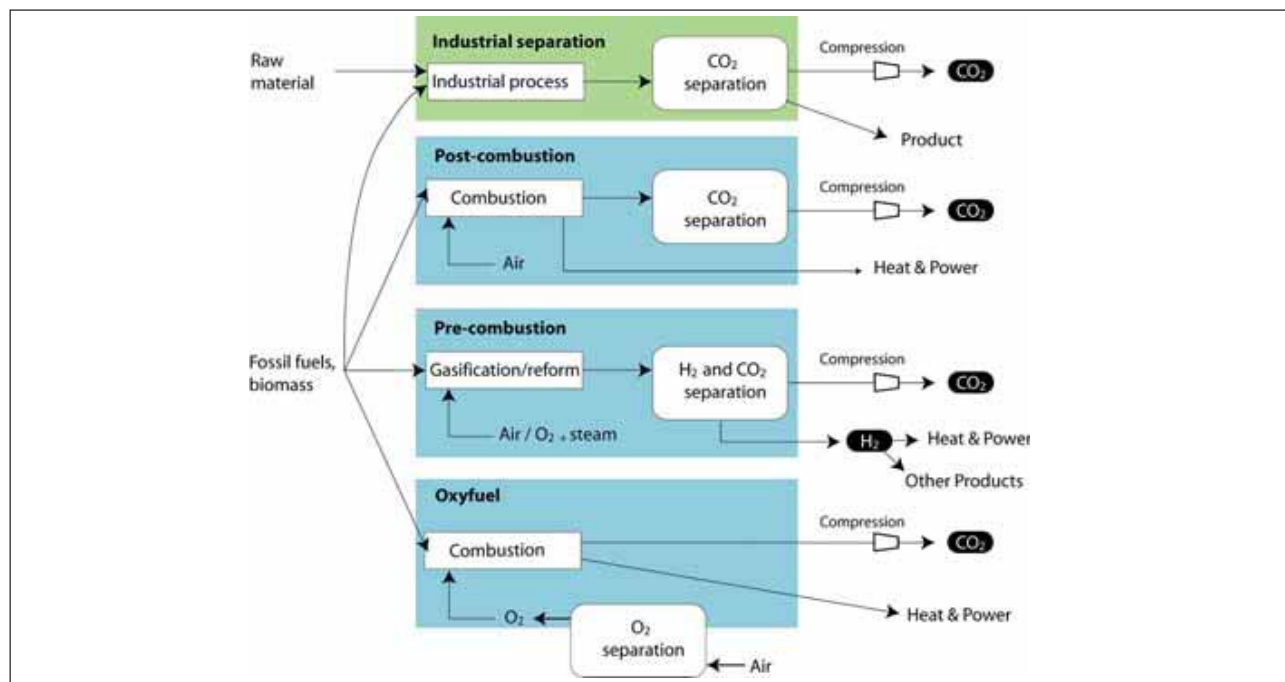 Industrial separation
Raw
material
Industrial process
CO₂
separation
Compression
CO₂
Product
Post-combustion
Combustion
CO₂
separation
Compression
CO₂
Air
Heat & Power
Pre-combustion
Fossil fuels,
biomass
Gasification/reform
H₂ and CO₂
separation
Compression
CO₂
Air / O₂ + steam
H₂
Heat & Power
Other Products
Oxyfuel
Combustion
Compression
CO₂
O₂
Heat & Power
O₂
separation
Air